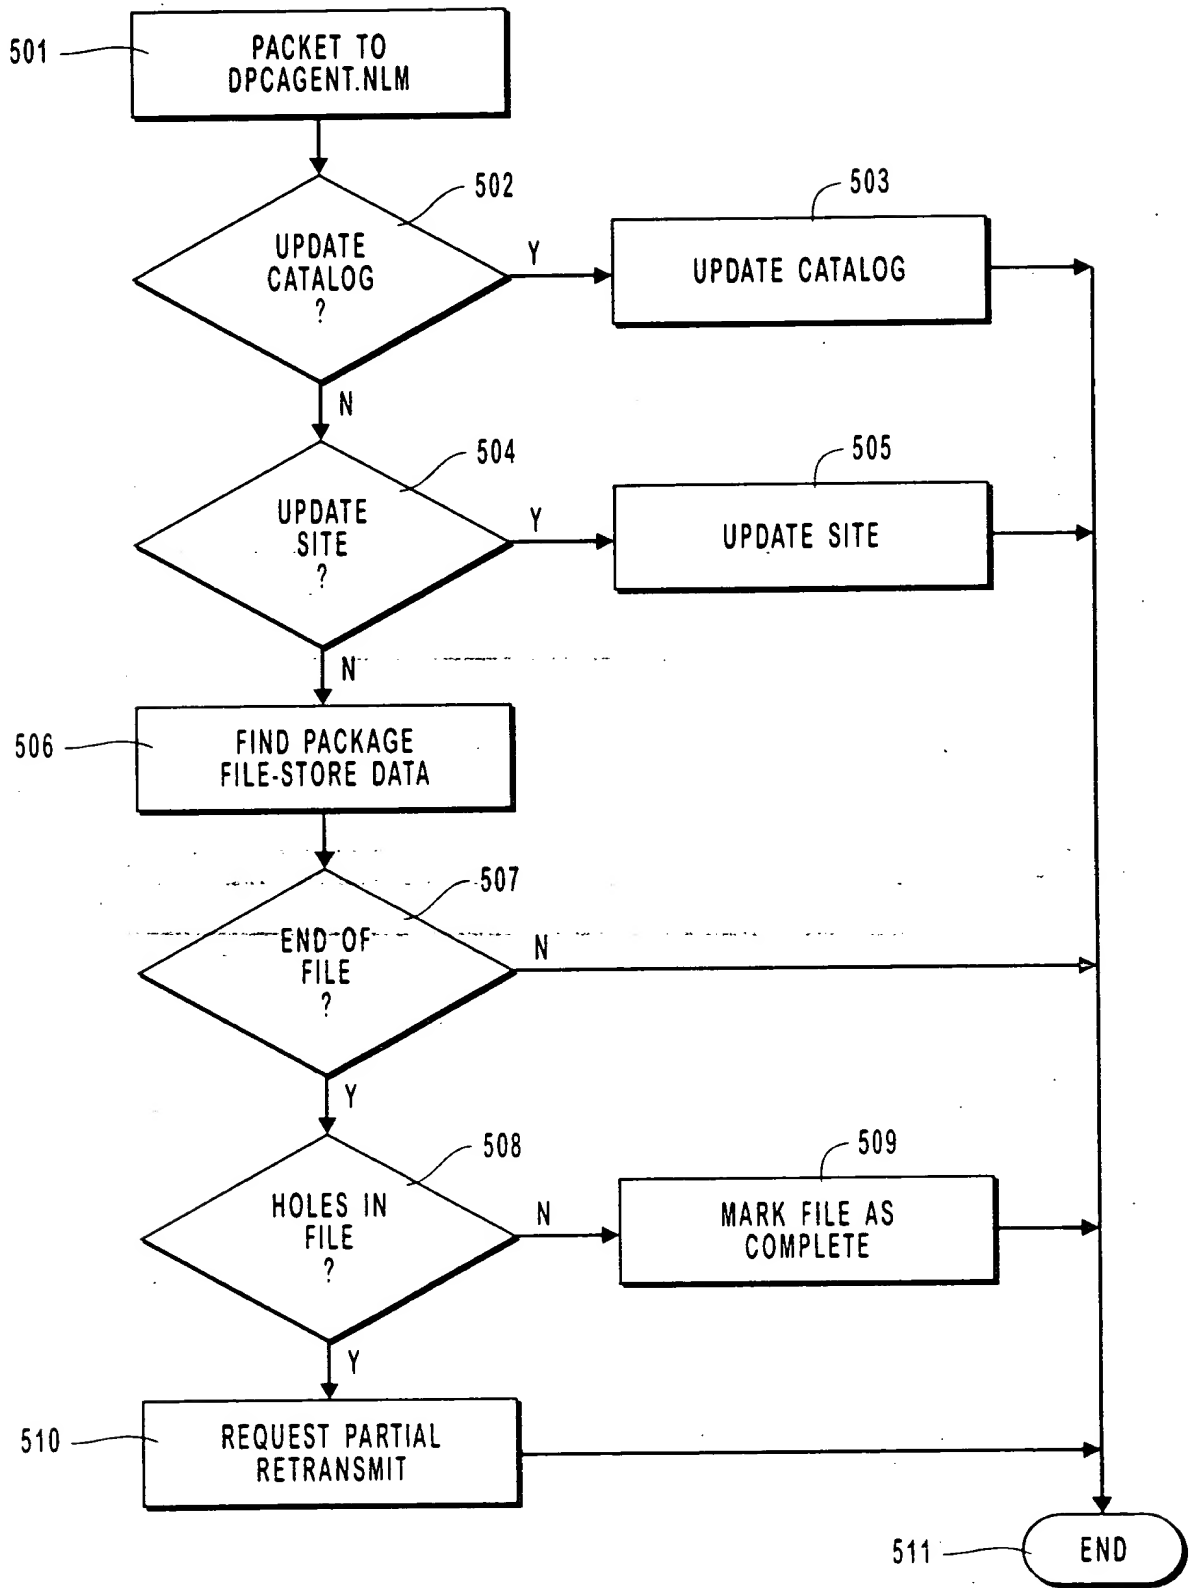 501
PACKET TO
DPCAGENT.NLM
502
503
UPDATE
CATALOG
?
Y
UPDATE CATALOG
N
504
505
UPDATE
SITE
?
Y
UPDATE SITE
N
506
FIND PACKAGE
FILE-STORE DATA
507
END OF
FILE
?
N
Y
508
509
HOLES IN
FILE
?
N
MARK FILE AS
COMPLETE
Y
510
REQUEST PARTIAL
RETRANSMIT
511
END